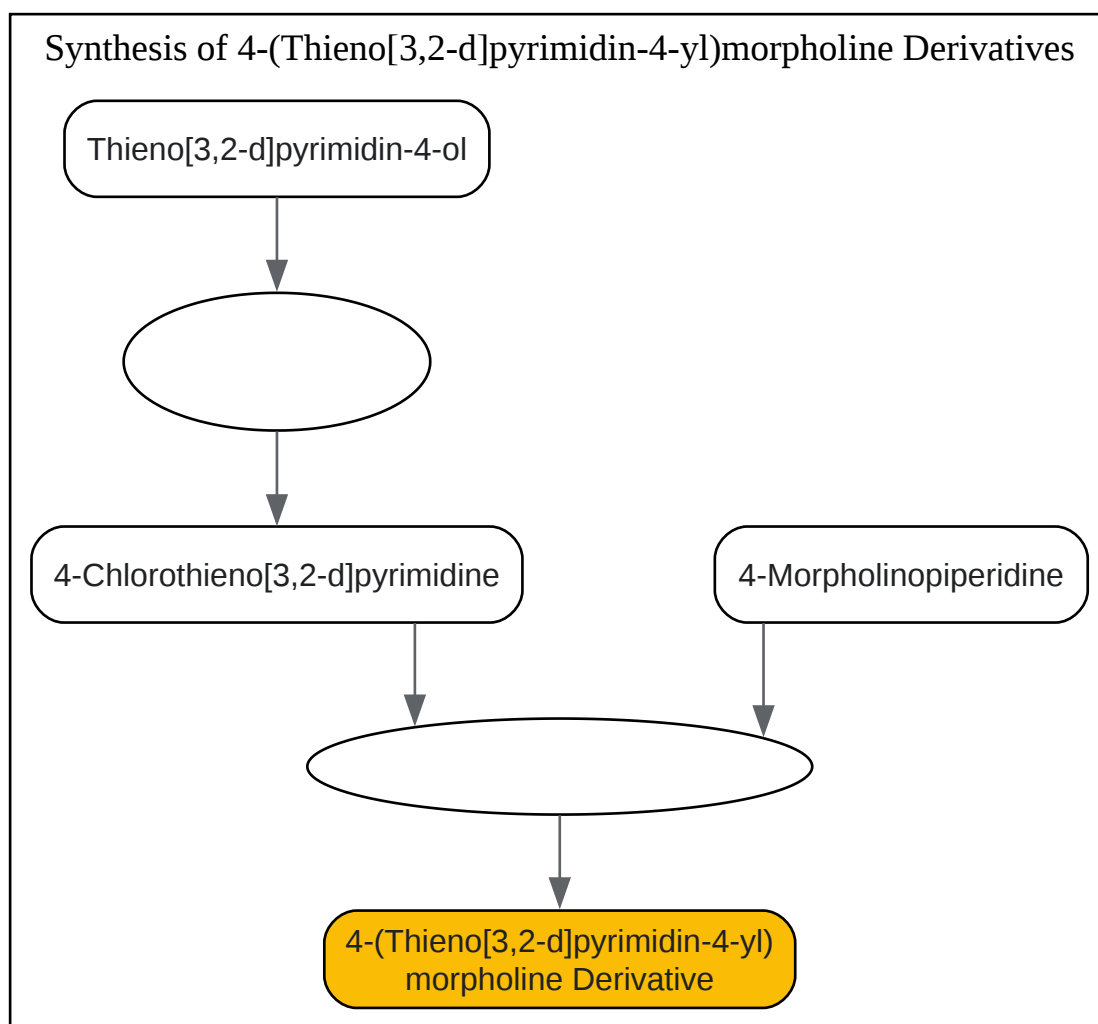 Synthesis of 4-(Thieno[3,2-d]pyrimidin-4-yl)morpholine Derivatives
Thieno[3,2-d]pyrimidin-4-ol
4-Chlorothieno[3,2-d]pyrimidine
4-Morpholinopiperidine
4-(Thieno[3,2-d]pyrimidin-4-yl)
morpholine Derivative